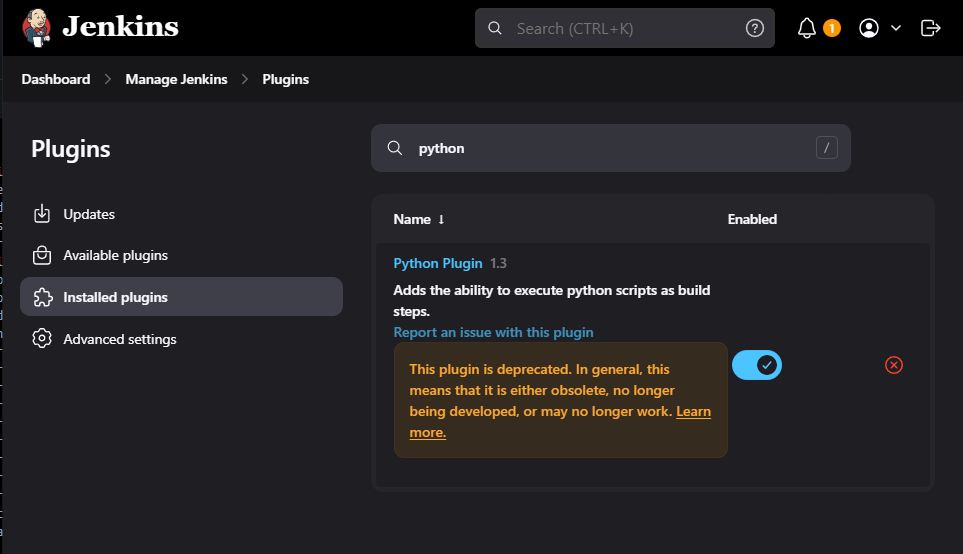 Jenkins
Search (CTRL+K)
?
1
Dashboard > Manage Jenkins > Plugins
Plugins
python
/
Updates
Available plugins
Installed plugins
Advanced settings
Name ↓
Enabled
Python Plugin 1.3
Adds the ability to execute python scripts as build
steps.
Report an issue with this plugin
This plugin is deprecated. In general, this
means that it is either obsolete, no longer
being developed, or may no longer work. Learn
more.